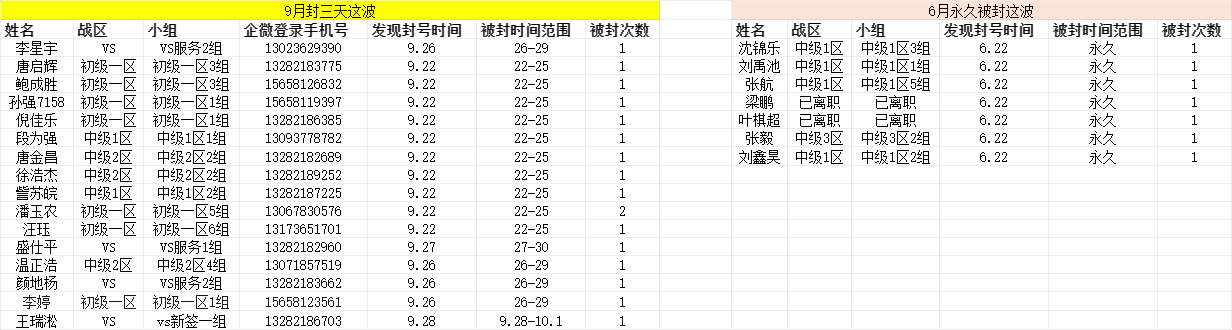 9月封三天这波 6月永久被封这波
姓名 战区 小组 企微登录手机号 发现封号时间 被封时间范围 被封次数 姓名 战区 小组 发现封号时间 被封时间范围 被封次数
李星宇 VS VS服务2组 13023629390 9.26 26-29 1 沈锦乐 中级1区 中级1区3组 6.22 永久 1
唐启辉 初级一区 初级一区3组 13282183775 9.22 22-25 1 刘禹池 中级1区 中级1区1组 6.22 永久 1
鲍成胜 初级一区 初级一区3组 15658126832 9.22 22-25 1 张航 中级1区 中级1区5组 6.22 永久 1
孙强7158 初级一区 初级一区1组 15658119397 9.22 22-25 1 梁鹏 已离职 已离职 6.22 永久 1
倪佳乐 初级一区 初级一区1组 13282186385 9.22 22-25 1 叶祺超 已离职 已离职 6.22 永久 1
段为强 中级1区 中级1区1组 13093778782 9.22 22-25 1 张毅 中级3区 中级3区2组 6.22 永久 1
唐金昌 中级2区 中级2区2组 13282182689 9.22 22-25 1 刘鑫昊 中级1区 中级1区2组 6.22 永久 1
徐浩杰 中级2区 中级2区2组 13282189252 9.22 22-25 1
訾苏皖 中级1区 中级1区2组 13282187225 9.22 22-25 1
潘玉农 初级一区 初级一区5组 13067830576 9.22 22-25 2
汪珏 初级一区 初级一区6组 13173651701 9.22 22-25 1
盛仕平 VS VS服务1组 13282182960 9.27 27-30 1
温正浩 中级2区 中级2区4组 13071857519 9.26 26-29 1
颜地杨 VS VS服务2组 13282183662 9.26 26-29 1
李婷 初级一区 初级一区1组 15658123561 9.26 26-29 1
王瑞淞 VS vs新签一组 13282186703 9.28 9.28-10.1 1